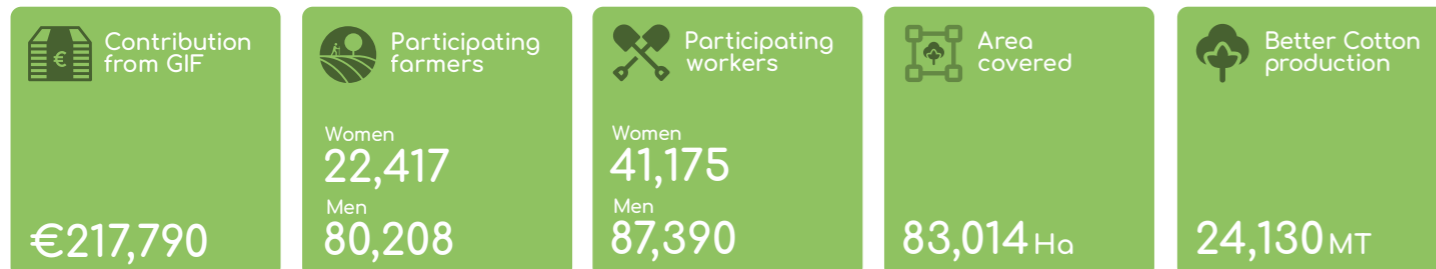 Contribution
from GIF
€
€217,790
Participating
farmers
Women
22,417
Men
80,208
Participating
workers
Women
41,175
Men
87,390
Area
covered
83,014 Ha
Better Cotton
production
24,130 MT